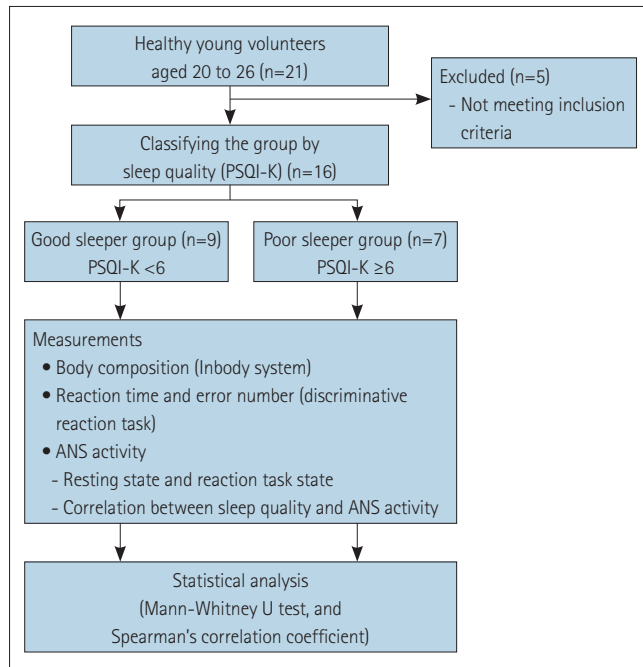 Healthy young volunteers
aged 20 to 26 (n=21)
Excluded (n=5)
- Not meeting inclusion
criteria
Classifying the group by
sleep quality (PSQI-K) (n=16)
Good sleeper group (n=9)
PSQI-K <6
Poor sleeper group (n=7)
PSQI-K ≥6
Measurements
• Body composition (Inbody system)
• Reaction time and error number (discriminative
reaction task)
• ANS activity
- Resting state and reaction task state
- Correlation between sleep quality and ANS activity
Statistical analysis
(Mann-Whitney U test, and
Spearman's correlation coefficient)